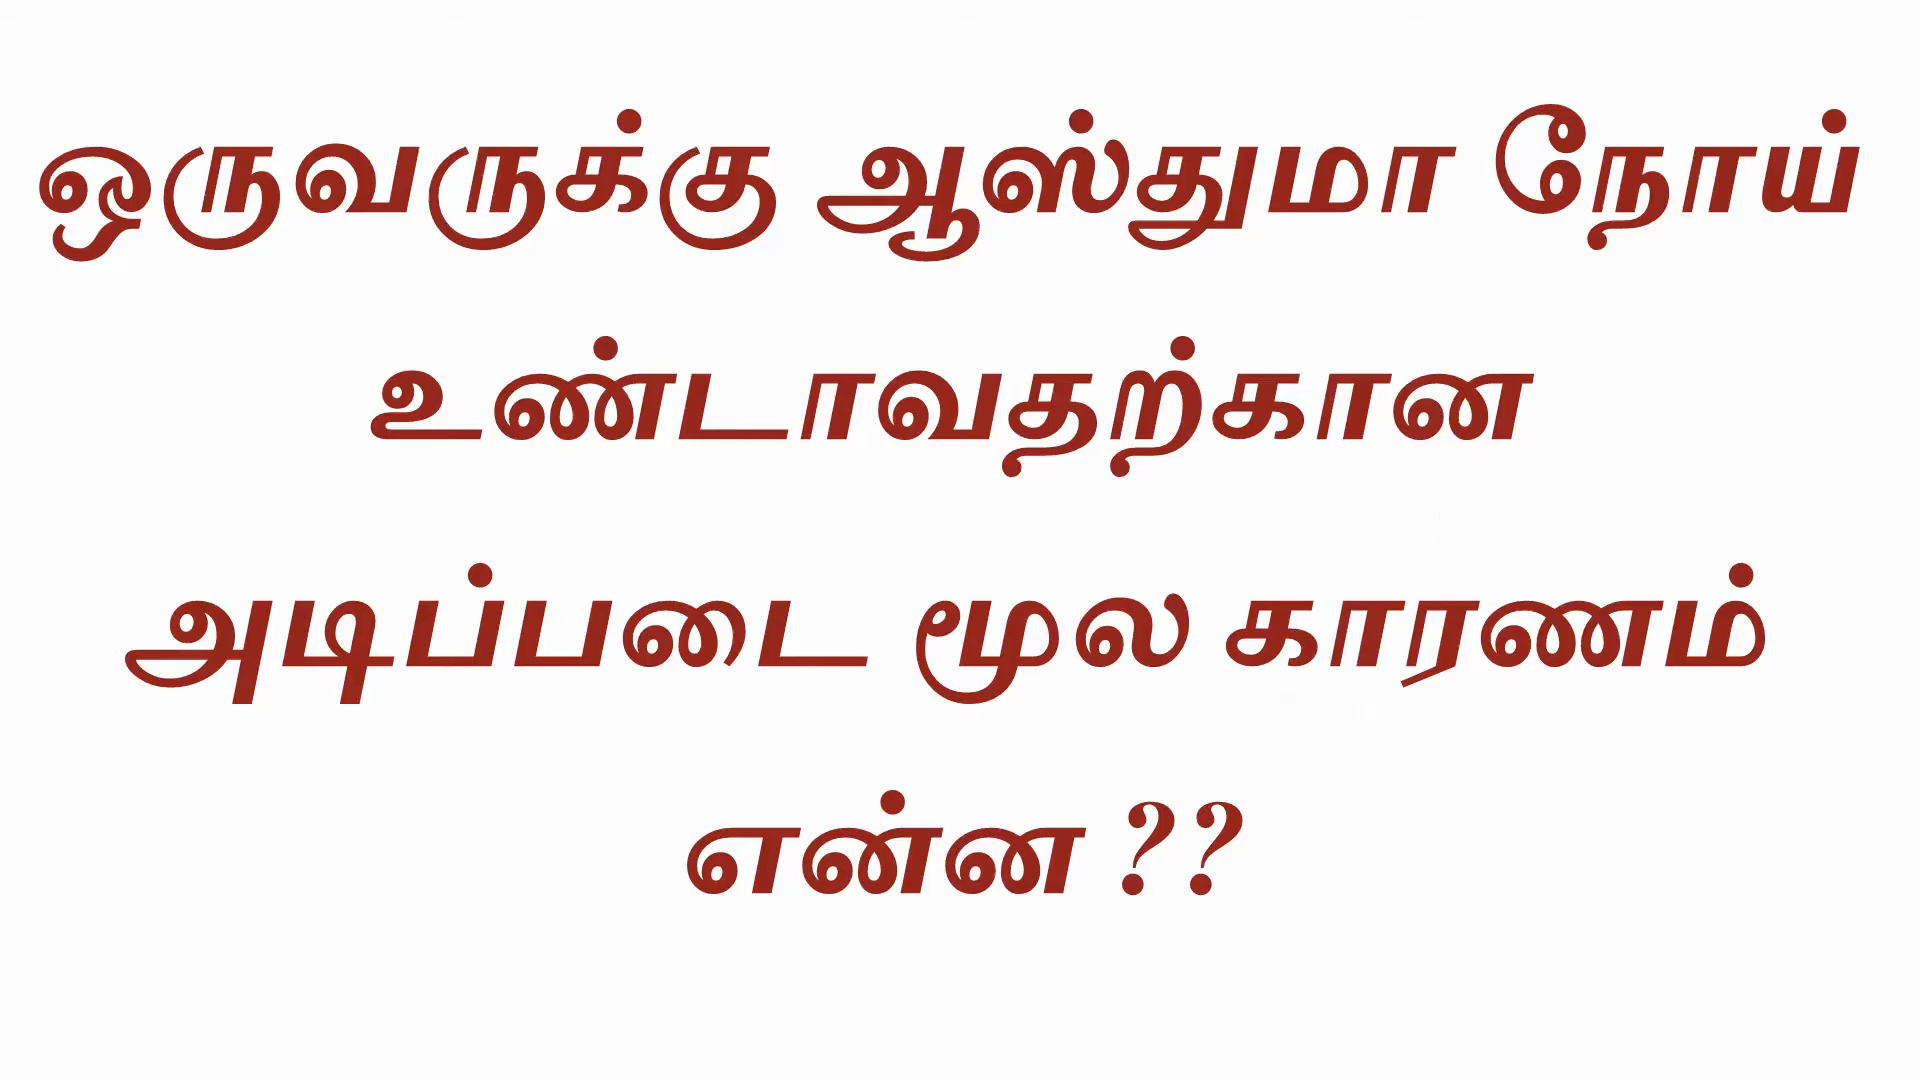 ஒருவருக்கு ஆஸ்துமா நோய்
உண்டாவதற்கான
அடிப்படை மூல காரணம்
என்ன ??